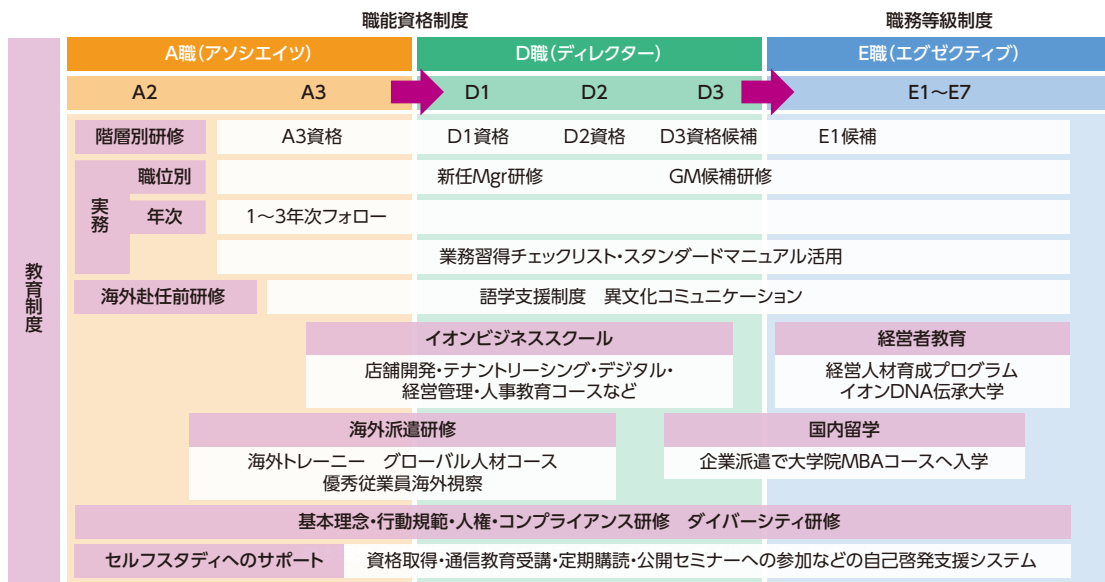 職能資格制度
職務等級制度
A職（アソシエイツ）
D職（ディレクター）
E職（エグゼクティブ）
A2
A3
D1
D2
D3
E1〜E7
教育制度
階層別研修
A3資格
D1資格
D2資格
D3資格候補
E1候補
実務
職位別
新任Mgr研修
GM候補研修
年次
1〜3年次フォロー
業務習得チェックリスト・スタンダードマニュアル活用
海外赴任前研修
語学支援制度　異文化コミュニケーション
イオンビジネススクール
店舗開発・テナントリーシング・デジタル・
経営管理・人事教育コースなど
経営者教育
経営人材育成プログラム
イオンDNA伝承大学
海外派遣研修
海外トレーニー　グローバル人材コース
優秀従業員海外視察
国内留学
企業派遣で大学院MBAコースへ入学
基本理念・行動規範・人権・コンプライアンス研修　ダイバーシティ研修
セルフスタディへのサポート
資格取得・通信教育受講・定期購読・公開セミナーへの参加などの自己啓発支援システム